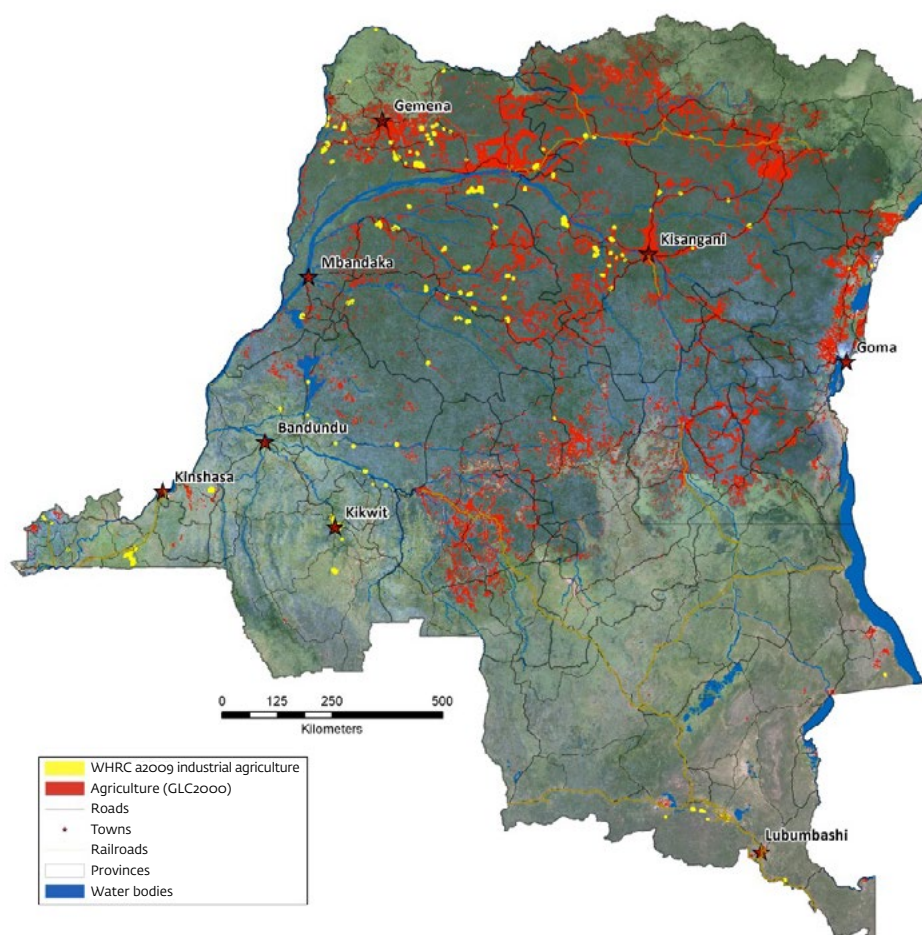 Gemena
Kisangani
Mbandaka
Goma
Bandundu
Kinshasa
Kikwit
0 125 250 500
Kilometers
WHRC a2009 industrial agriculture
Agriculture (GLC2000)
Roads
Towns
Railroads
Provinces
Water bodies
Lubumbashi